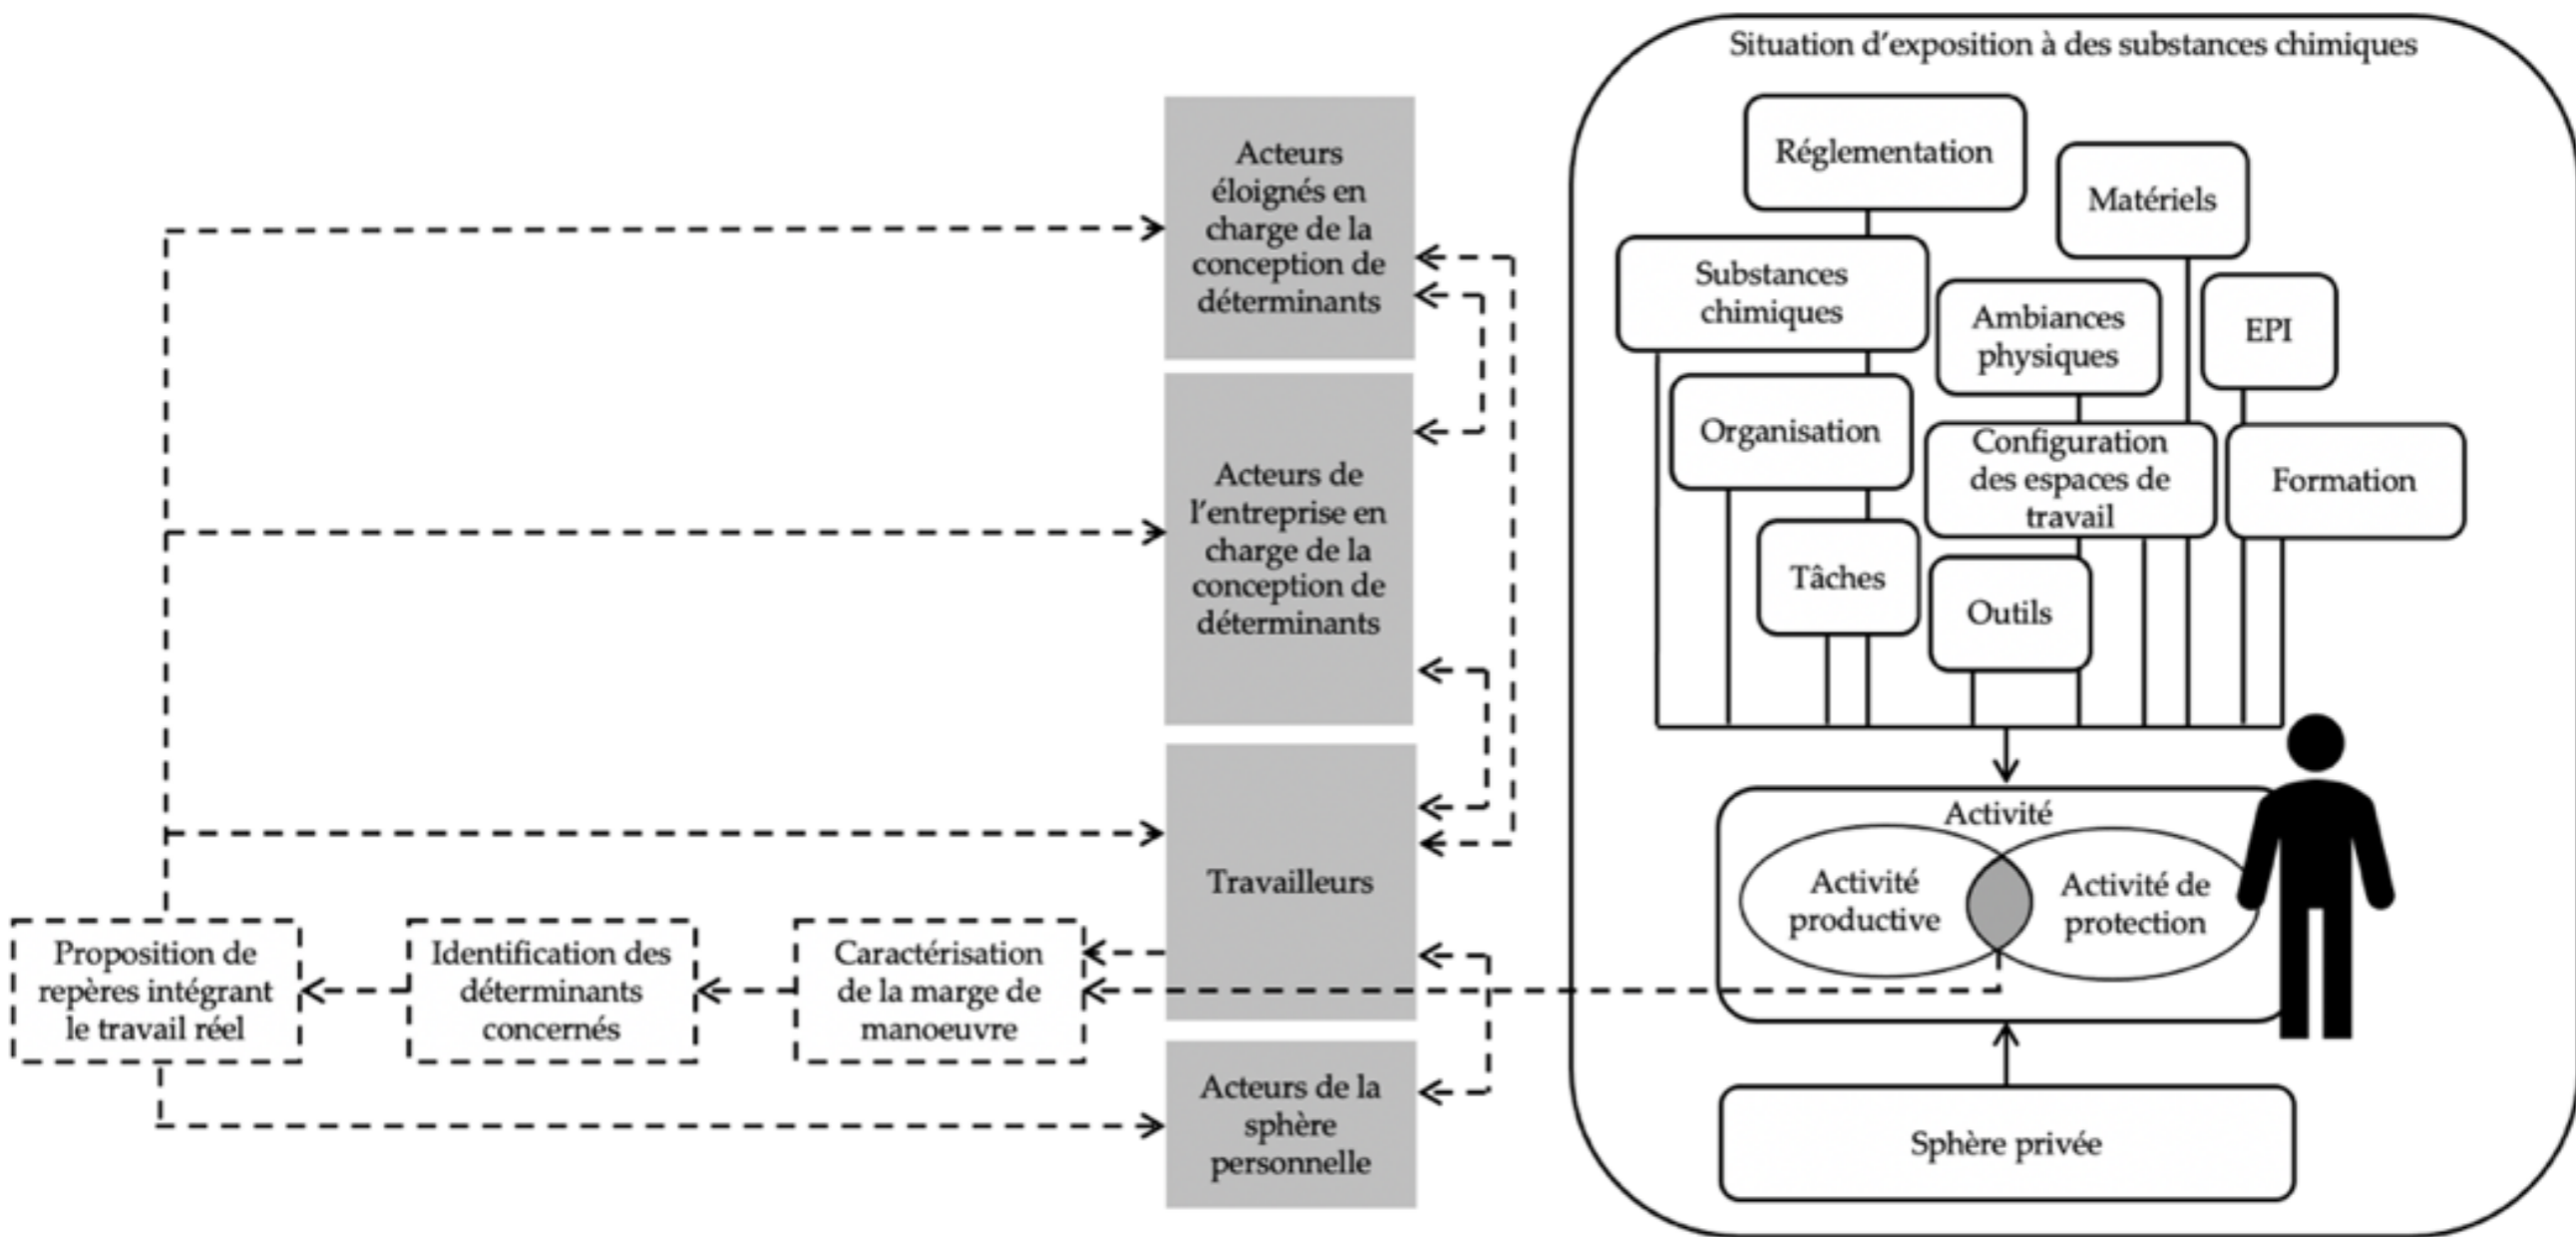 Situation d'exposition à des substances chimiques
Réglementation
Matériels
Substances
chimiques
Ambiances
physiques
EPI
Organisation
Configuration
des espaces de
travail
Formation
Tâches
Outils
Activité
Activité
productive
Activité de
protection
Sphère privée
Acteurs
éloignés en
charge de la
conception de
déterminants
Acteurs de
l'entreprise en
charge de la
conception de
déterminants
Travailleurs
Acteurs de la
sphère
personnelle
Caractérisation
de la marge de
manoeuvre
Identification des
déterminants
concernés
Proposition de
repères intégrant
le travail réel